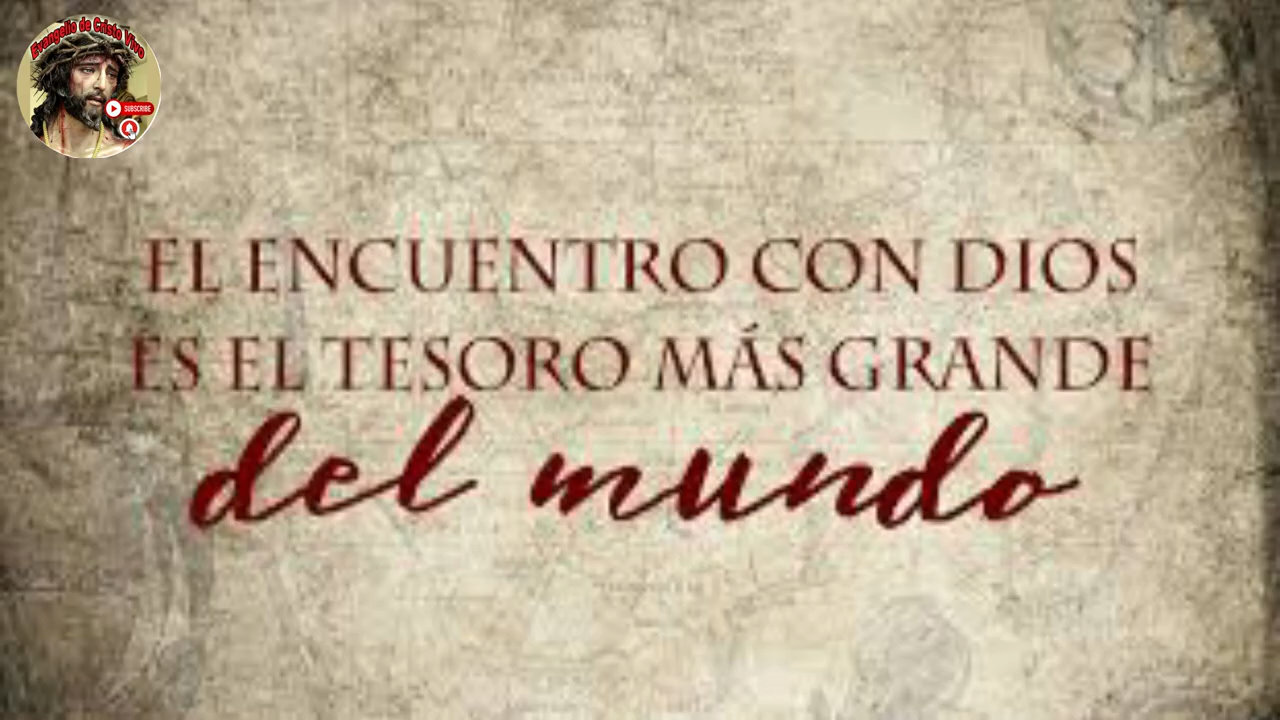 Evangelio de Cristo Vivo
SUBSCRIBE
EL ENCUENTRO CON DIOS
ES EL TESORO MÁS GRANDE
del mundo